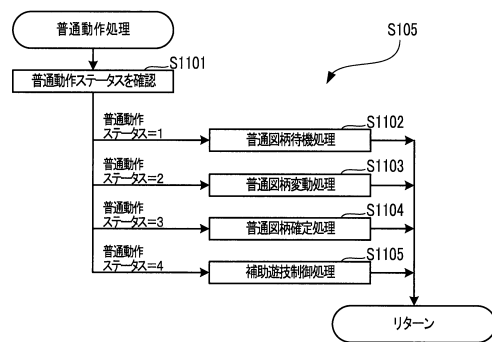 普通動作処理
S105
S1101
普通動作ステータスを確認
普通動作
ステータス=1
S1102
普通図柄待機処理
普通動作
ステータス=2
S1103
普通図柄変動処理
普通動作
ステータス=3
S1104
普通図柄確定処理
普通動作
ステータス=4
S1105
補助遊技制御処理
リターン